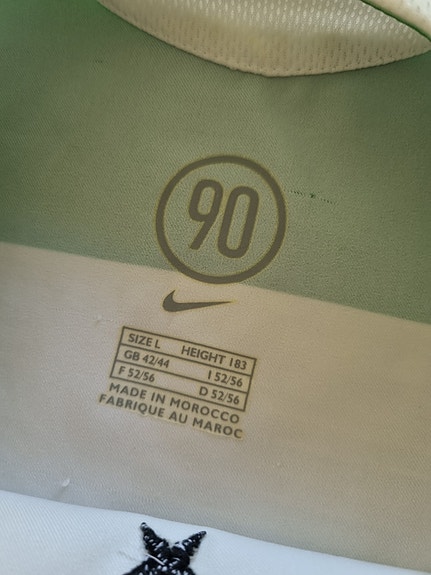 90
SIZE L HEIGHT 183
GB 42/44 I 52/56
F 52/56 D 52/56
MADE IN MOROCCO
FABRIQUE AU MAROC